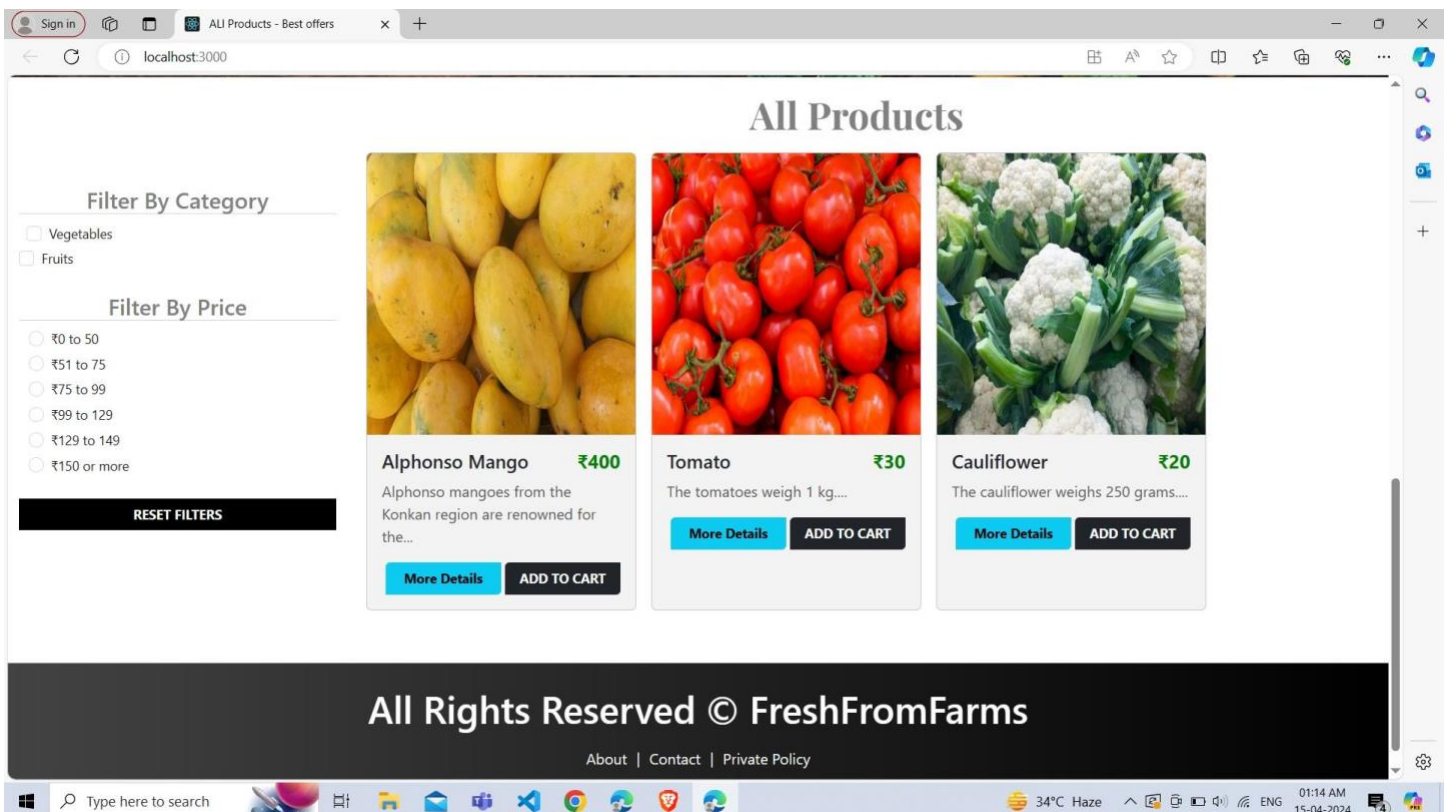 Sign in
ALI Products - Best offers
localhost:3000
All Products
Filter By Category
Vegetables
Fruits
Filter By Price
₹0 to 50
₹51 to 75
₹75 to 99
₹99 to 129
₹129 to 149
₹150 or more
RESET FILTERS
Alphonso Mango ₹400
Alphonso mangoes from the
Konkan region are renowned for
the...
More Details ADD TO CART
Tomato ₹30
The tomatoes weigh 1 kg....
More Details ADD TO CART
Cauliflower ₹20
The cauliflower weighs 250 grams....
More Details ADD TO CART
All Rights Reserved © FreshFromFarms
About | Contact | Private Policy
Type here to search
34°C Haze
ENG
01:14 AM
15-04-2024
4